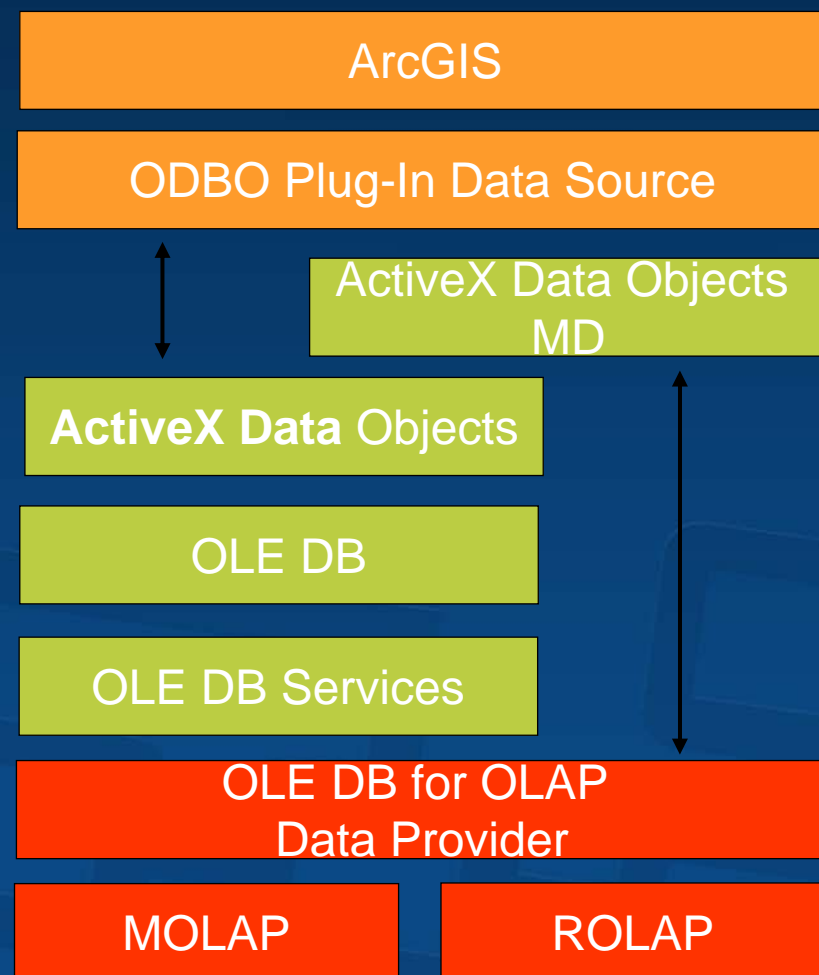 ArcGIS
ODBO Plug-In Data Source
ActiveX Data Objects
MD
ActiveX Data Objects
OLE DB
OLE DB Services
OLE DB for OLAP
Data Provider
MOLAP
ROLAP